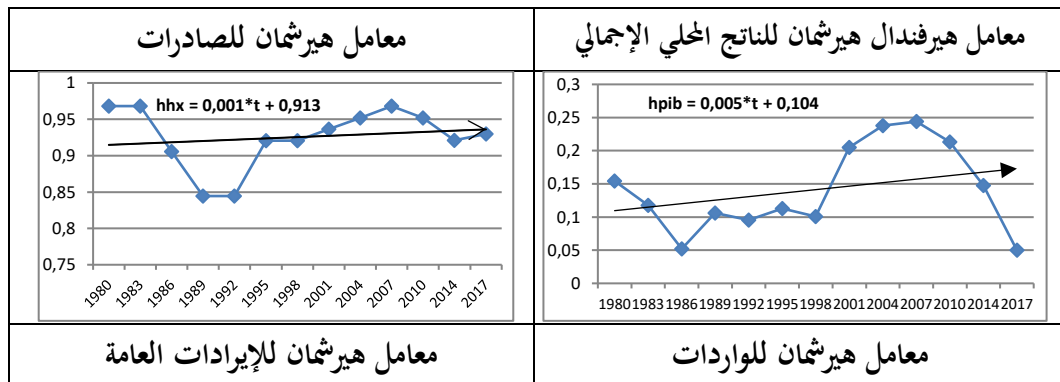 معامل هيرفندال هيرشمان للناتج المحلي الإجمالي
معامل هيرشمان للصادرات
0,3
0,25
0,2
0,15
0,1
0,05
0
hpib = 0,005*t + 0,104
1980 1983 1986 1989 1992 1995 1998 2001 2004 2007 2010 2014 2017
1
0,95
0,9
0,85
0,8
0,75
hhx = 0,001*t + 0,913
1980 1983 1986 1989 1992 1995 1998 2001 2004 2007 2010 2014 2017
معامل هيرشمان للواردات
معامل هيرشمان للإيرادات العامة